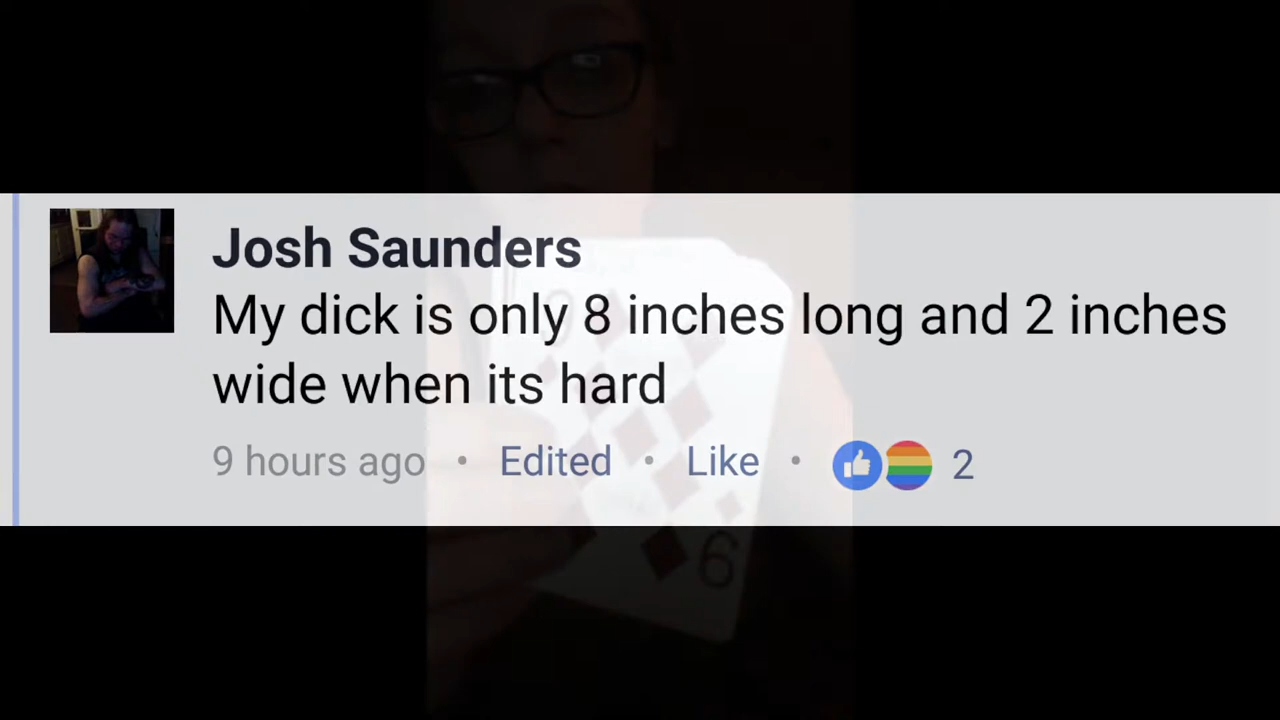 Josh Saunders
My dick is only 8 inches long and 2 inches
wide when its hard
9 hours ago • Edited • Like • 2
9